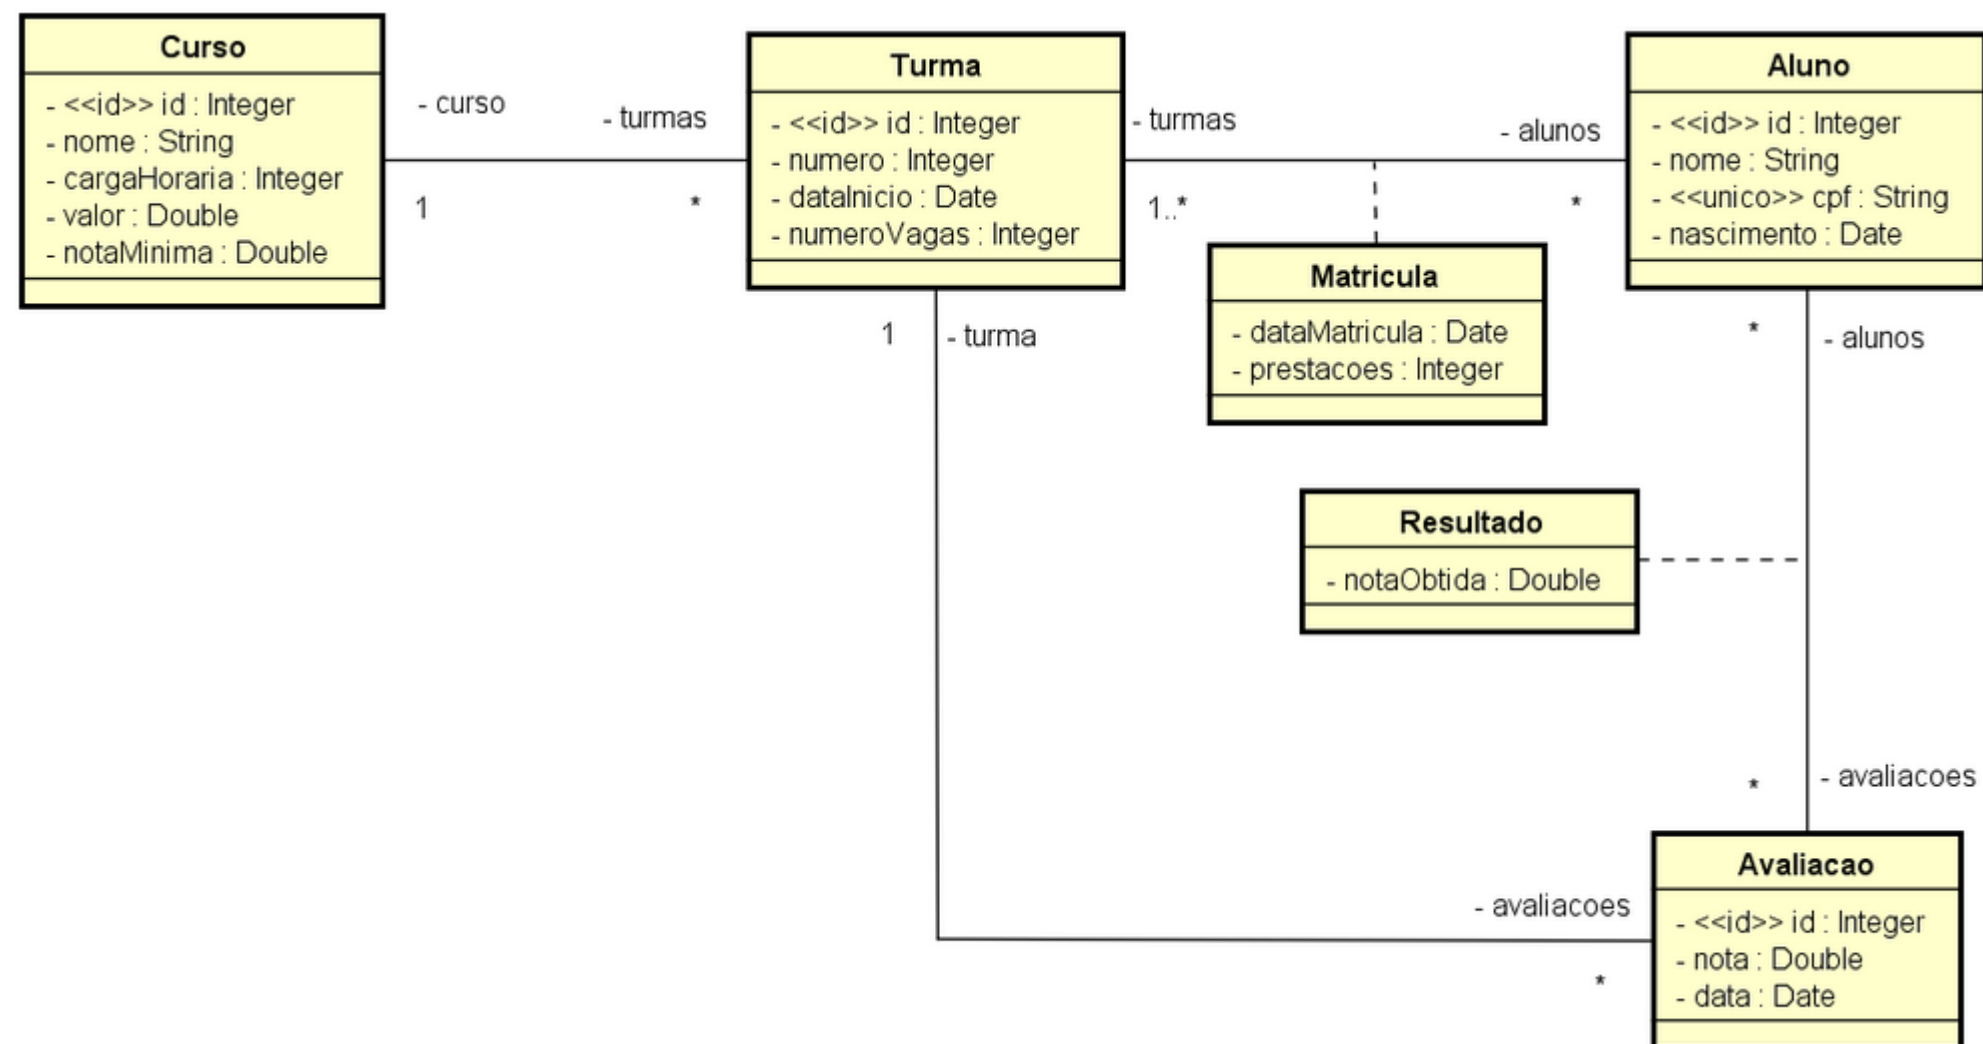 Curso
- <<id>> id : Integer
- nome : String
- cargaHoraria : Integer
- valor : Double
- notaMinima : Double
- curso
1
- turmas
*
Turma
- <<id>> id : Integer
- numero : Integer
- dataInicio : Date
- numeroVagas : Integer
- turmas
1..*
- alunos
*
Aluno
- <<id>> id : Integer
- nome : String
- <<unico>> cpf : String
- nascimento : Date
Matricula
- dataMatricula : Date
- prestacoes : Integer
1
- turma
*
- alunos
Resultado
- notaObtida : Double
*
- avaliacoes
- avaliacoes
*
Avaliacao
- <<id>> id : Integer
- nota : Double
- data : Date